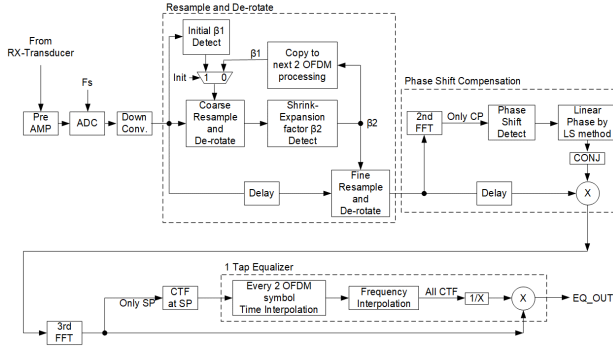 Resample and De-rotate
From
RX-Transducer
Fs
Pre
AMP
ADC
Down
Conv.
Initial β1
Detect
β1
Copy to
next 2 OFDM
processing
Init
1 0
Coarse
Resample
and
De-rotate
Shrink-
Expansion
factor β2
Detect
β2
Delay
Fine
Resample
and
De-rotate
Phase Shift Compensation
2nd
FFT
Only CP
Phase
Shift
Detect
Linear
Phase by
LS method
CONJ
Delay
X
1 Tap Equalizer
3rd
FFT
Only SP
CTF
at SP
Every 2 OFDM
symbol
Time Interpolation
Frequency
Interpolation
All CTF
1/X
X
EQ_OUT